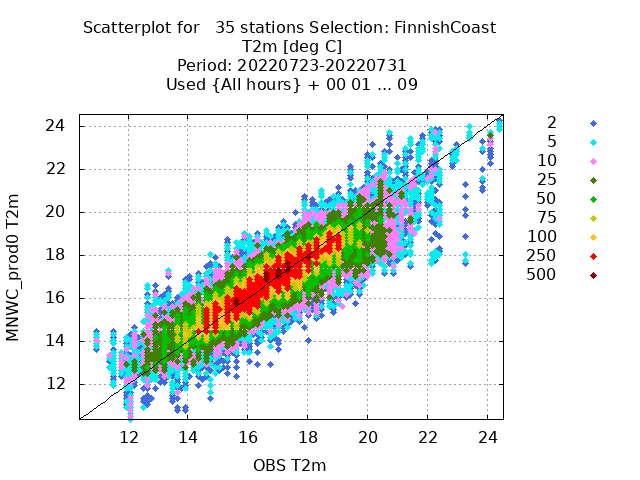 Scatterplot for   35 stations Selection: FinnishCoast
T2m [deg C]
Period: 20220723-20220731
Used {All hours} + 00 01 ... 09
MNWC_prod0 T2m
24
22
20
18
16
14
12
12 14 16 18 20 22 24
OBS T2m
2
5
10
25
50
75
100
250
500